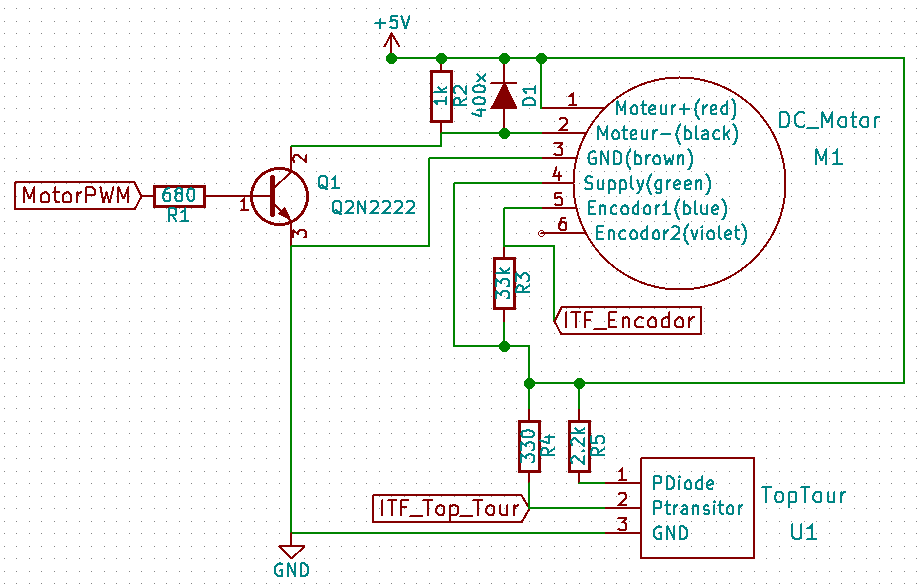 +5V
1k
R2
400x
D1
1
Moteur+(red)
2
Moteur-(black)
3
GND(brown)
4
Supply(green)
5
Encodor1(blue)
6
Encodor2(violet)
DC_Motar
M1
MotorPWM
680
R1
1
2
3
Q1
Q2N2222
33k
R3
ITF_Encodor
330
R4
2.2k
R5
ITF_Top_Tour
1
PDiode
2
Ptransitor
3
GND
TopTour
U1
GND